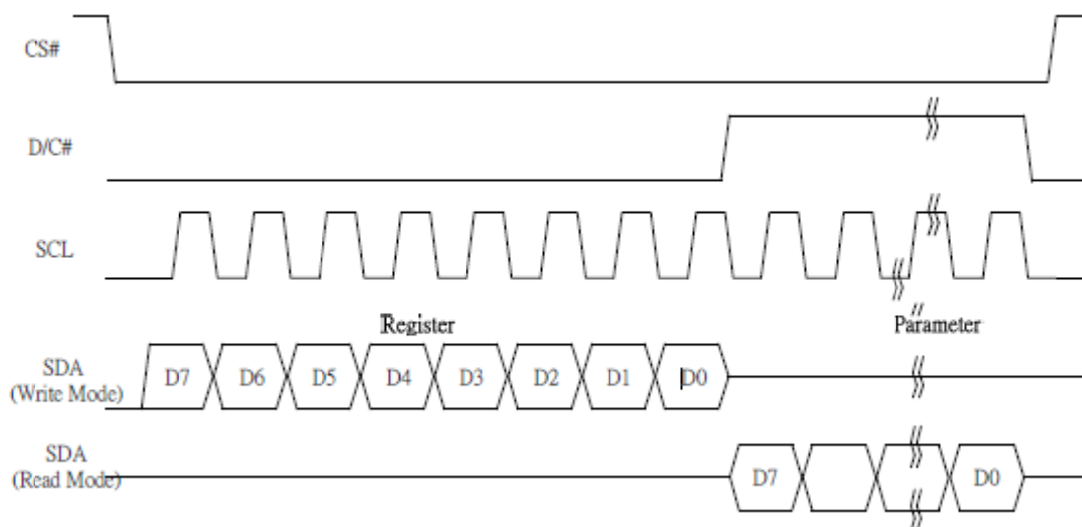 CS#
D/C#
SCL
Register Parameter
SDA
(Write Mode)
D7 D6 D5 D4 D3 D2 D1 D0
SDA
(Read Mode)
D7 D0